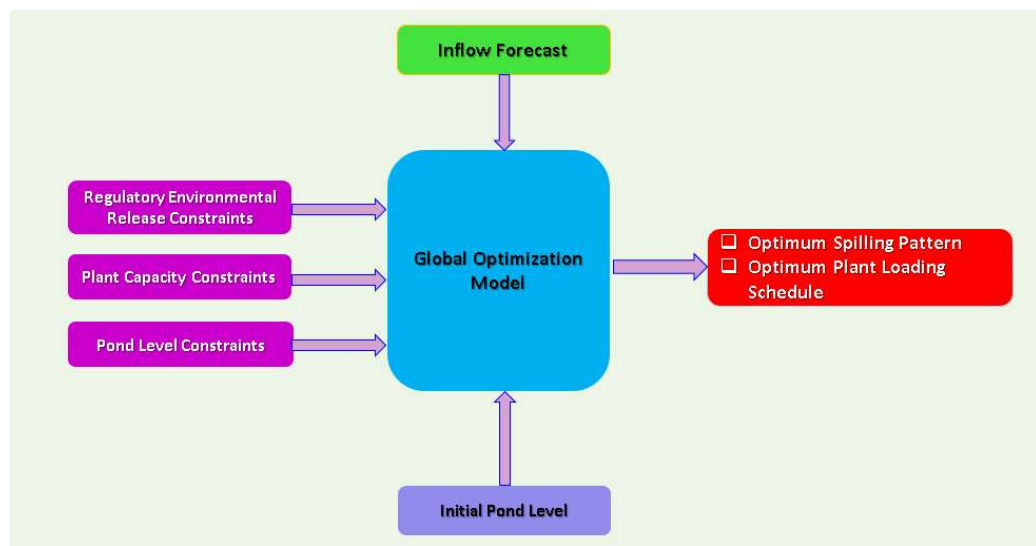 Inflow Forecast
Regulatory Environmental
Release Constraints
Plant Capacity Constraints
Pond Level Constraints
Global Optimization
Model
Optimum Spilling Pattern
Optimum Plant Loading
Schedule
Initial Pond Level